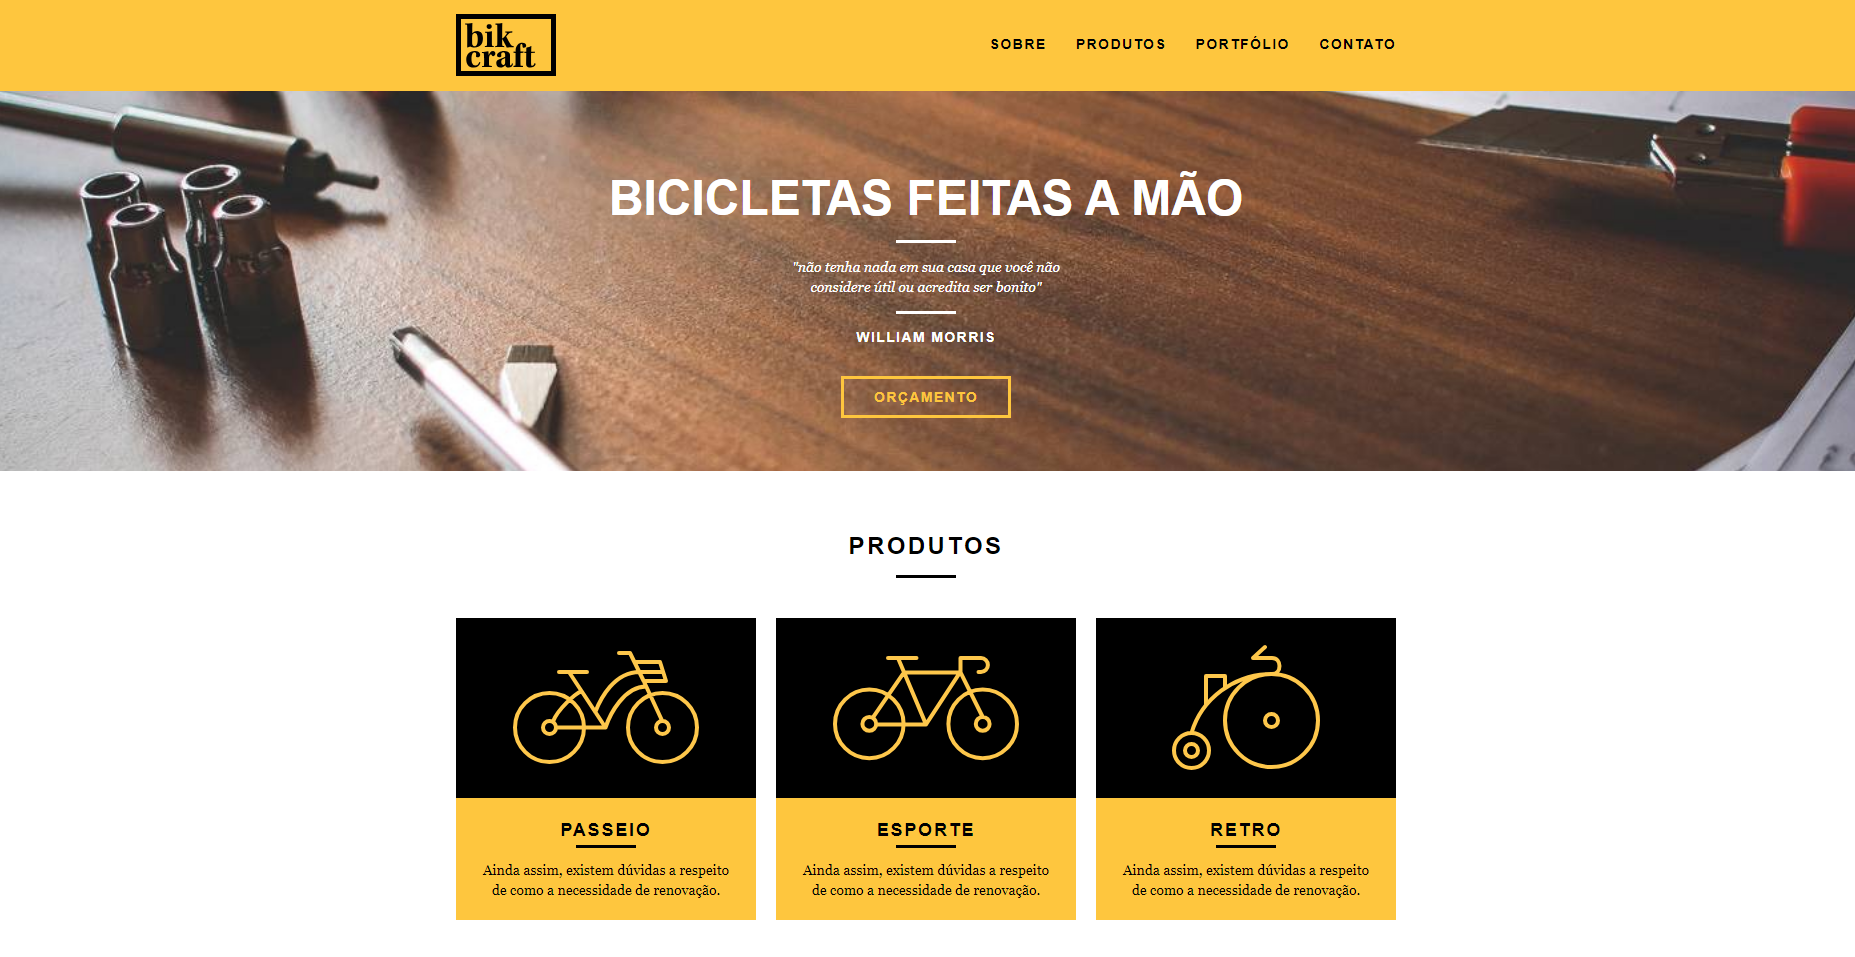 bik
craft
SOBRE PRODUTOS PORTFÓLIO CONTATO
BICICLETAS FEITAS A MÃO
"não tenha nada em sua casa que você não
considere útil ou acredita ser bonito"
WILLIAM MORRIS
ORÇAMENTO
PRODUTOS
PASSEIO
Ainda assim, existem dúvidas a respeito
de como a necessidade de renovação.
ESPORTE
Ainda assim, existem dúvidas a respeito
de como a necessidade de renovação.
RETRO
Ainda assim, existem dúvidas a respeito
de como a necessidade de renovação.